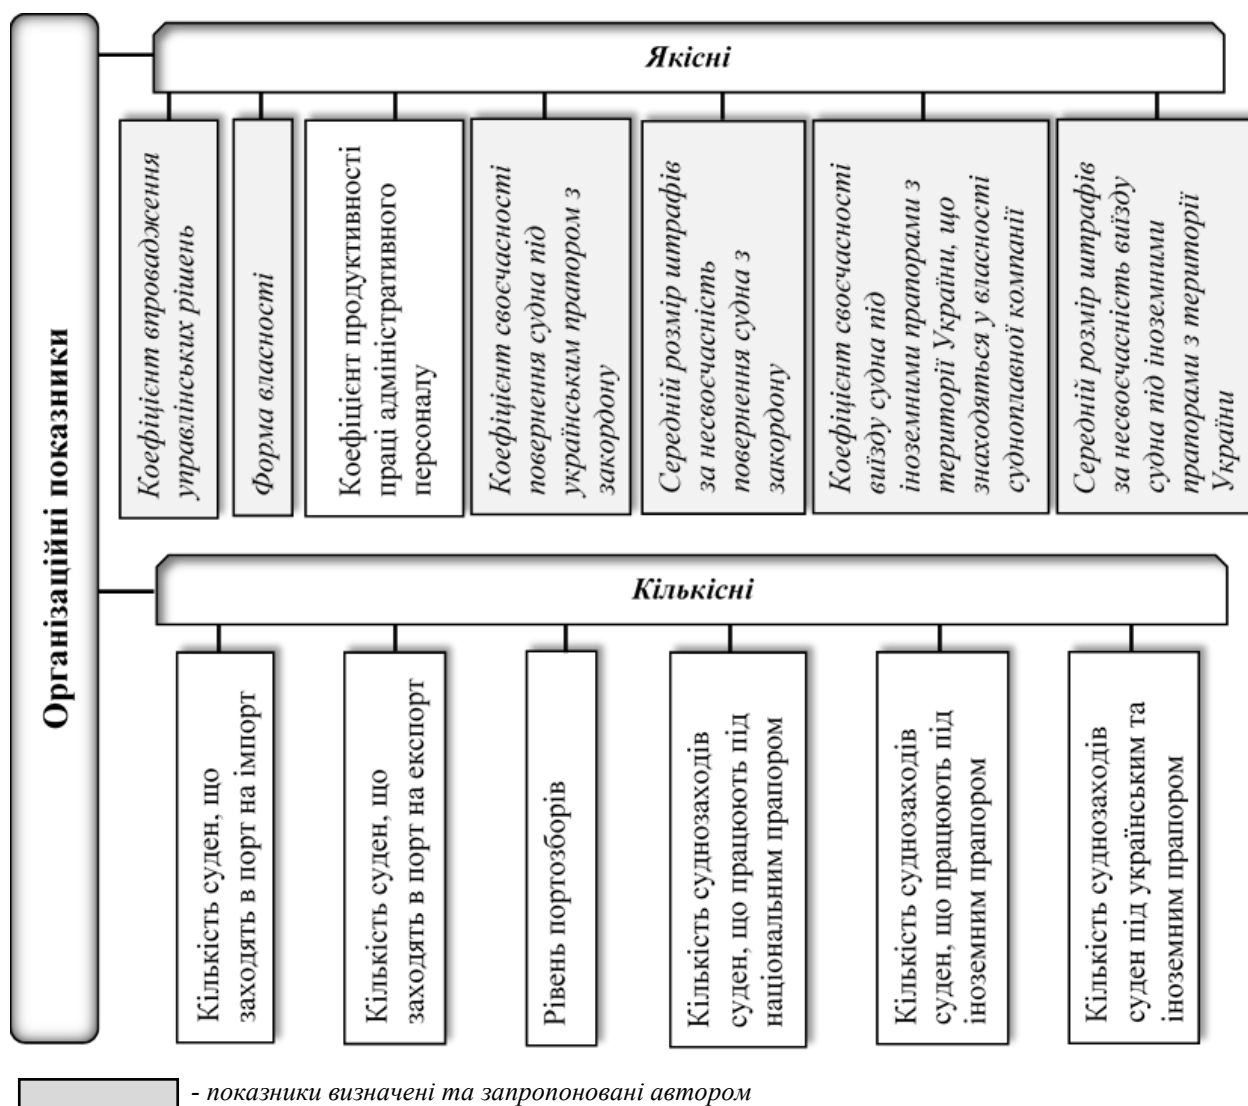 Організаційні показники
Якісні
Коефіцієнт впровадження
управлінських рішень
Форма власності
Коефіцієнт продуктивності
праці адміністративного
персоналу
Коефіцієнт своєчасності
повернення судна під
українським прапором з
закордону
Середній розмір штрафів
за несвоєчасність
повернення судна з
закордону
Коефіцієнт своєчасності
виїзду судна під
іноземними прапорами з
території України, що
знаходяться у власності
судноплавної компанії
Середній розмір штрафів
за несвоєчасність виїзду
судна під іноземними
прапорами з території
України
Кількісні
Кількість суден, що
заходять в порт на імпорт
Кількість суден, що
заходять в порт на експорт
Рівень портозборів
Кількість суднозаходів
суден, що працюють під
національним прапором
Кількість суднозаходів
суден, що працюють під
іноземним прапором
Кількість суднозаходів
суден під українським та
іноземним прапором
- показники визначені та запропоновані автором